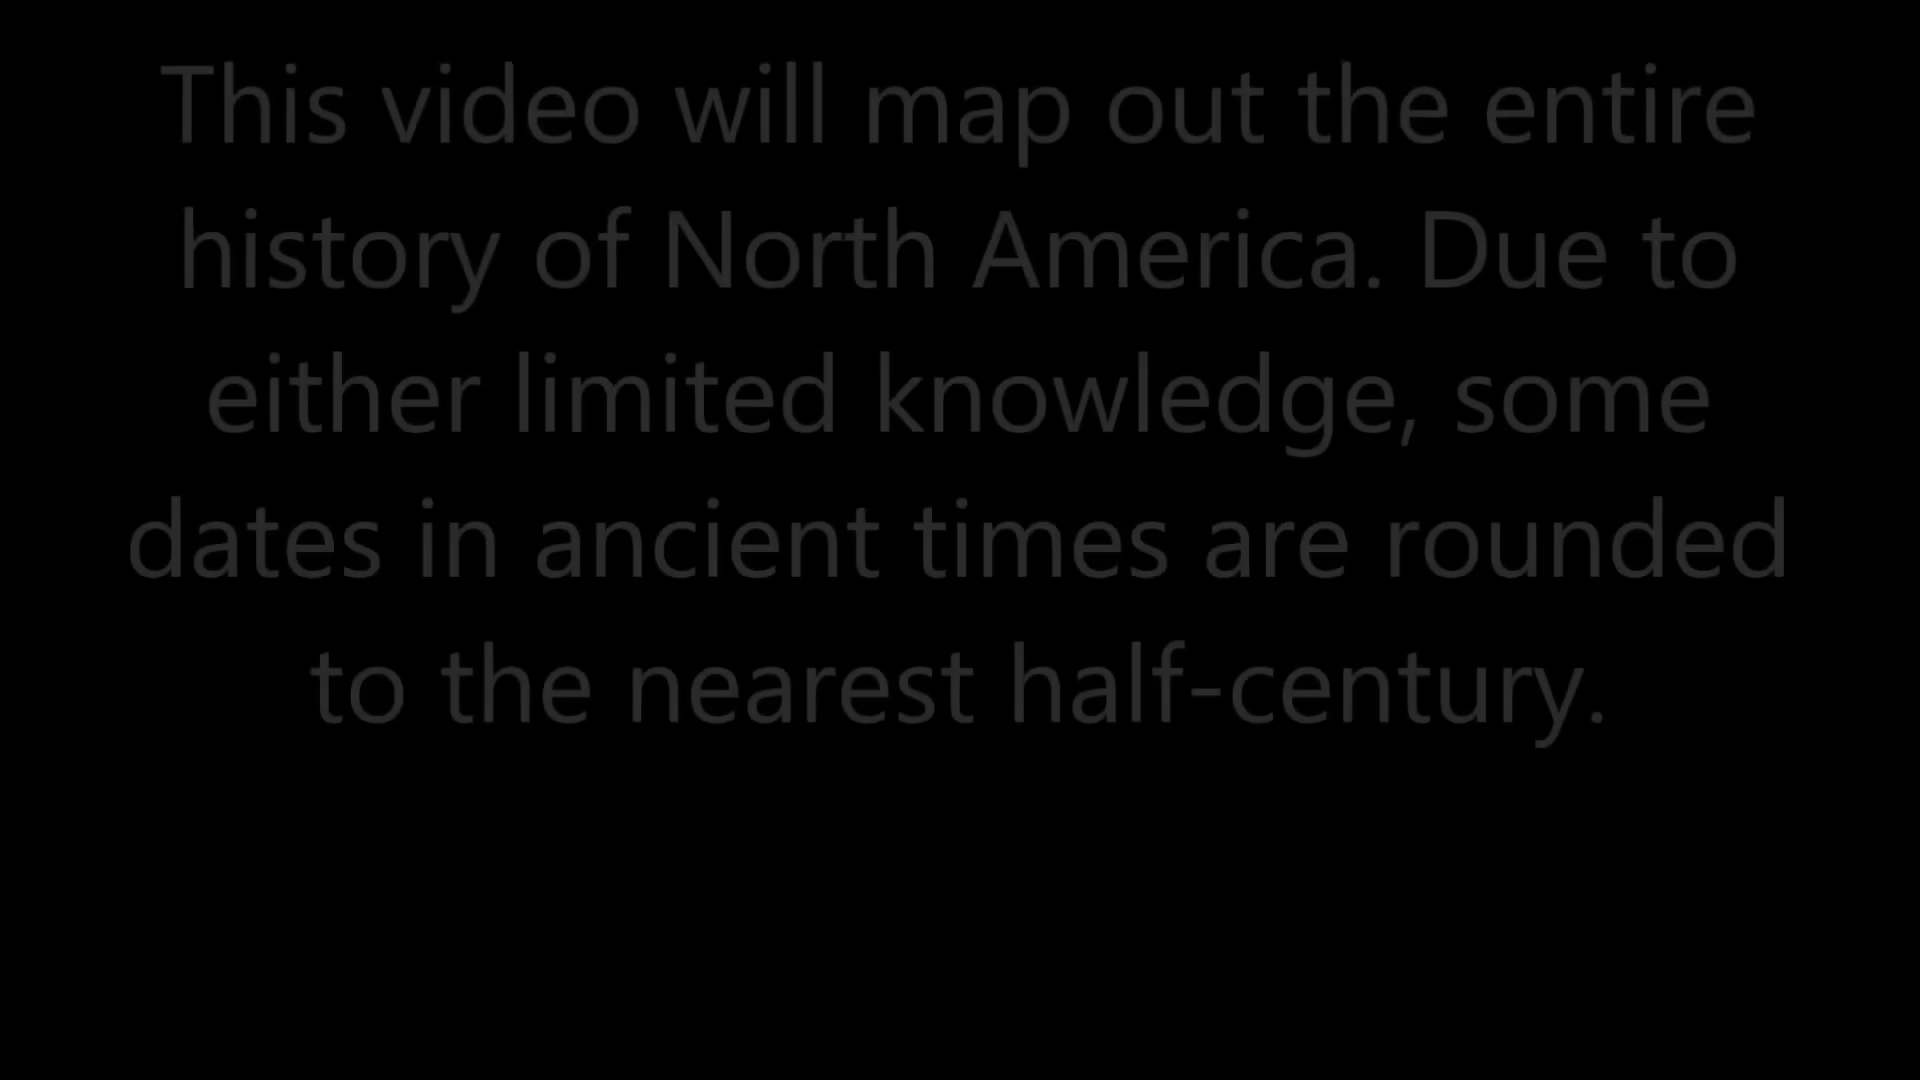 This video will map out the entire
history of North America. Due to
either limited knowledge, some
dates in ancient times are rounded
to the nearest half-century.